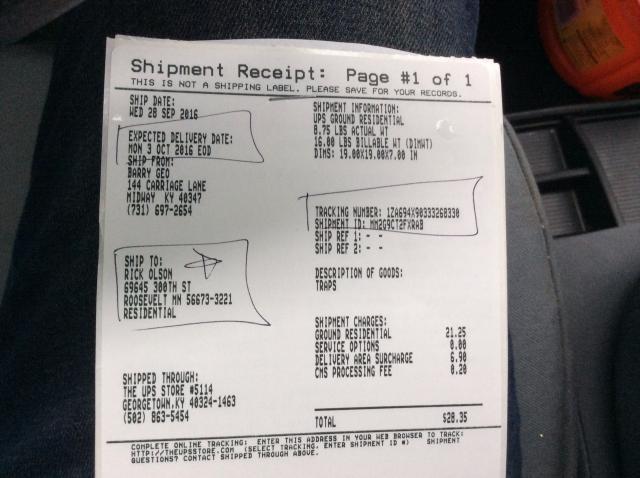 Shipment Receipt: Page #1 of 1
THIS IS NOT A SHIPPING LABEL. PLEASE SAVE FOR YOUR RECORDS.
SHIP DATE:
WED 28 SEP 2016
EXPECTED DELIVERY DATE:
MON 3 OCT 2016 EOD
SHIP FROM:
BARRY GEO
144 CARRIAGE LANE
MIDWAY KY 40347
(731) 697-2654
SHIP TO:
RICK OLSON
69645 300TH ST
ROOSEVELT MN 56673-3221
RESIDENTIAL
SHIPPED THROUGH:
THE UPS STORE #5114
GEORGETOWN,KY 40324-1463
(502) 863-5454
SHIPMENT INFORMATION:
UPS GROUND RESIDENTIAL
8.75 LBS ACTUAL WT
16.00 LBS BILLABLE WT (DIMWT)
DIMS: 19.00X19.00X7.00 IN
TRACKING NUMBER: 1ZA694X90333268330
SHIPMENT ID: MM2G9CT2FXRAB
SHIP REF 1: - -
SHIP REF 2: - -
DESCRIPTION OF GOODS:
TRAPS
SHIPMENT CHARGES:
GROUND RESIDENTIAL 21.25
SERVICE OPTIONS 0.00
DELIVERY AREA SURCHARGE 6.90
CMS PROCESSING FEE 0.20
TOTAL $28.35
COMPLETE ONLINE TRACKING: ENTER THIS ADDRESS IN YOUR WEB BROWSER TO TRACK:
HTTP://THEUPSSTORE.COM (SELECT TRACKING, ENTER SHIPMENT ID #) SHIPMENT
QUESTIONS? CONTACT SHIPPED THROUGH ABOVE.